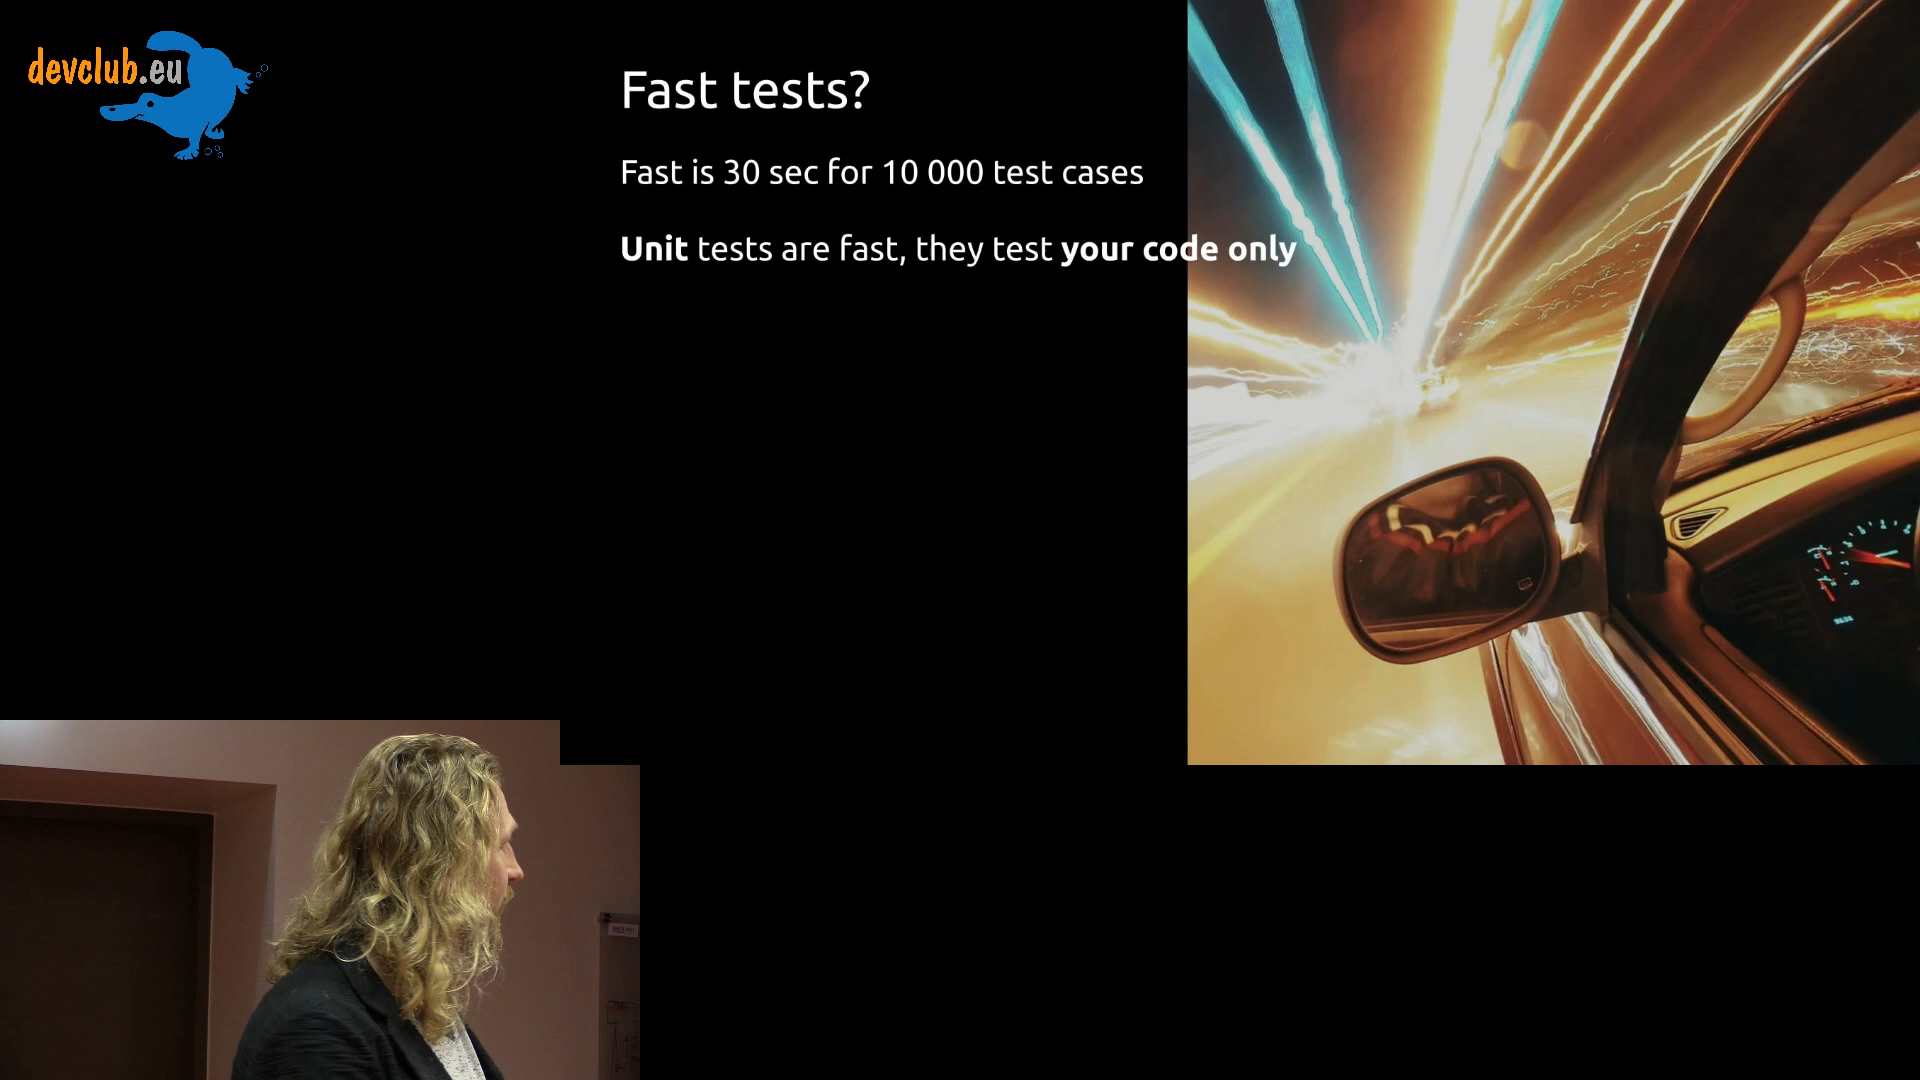 devclub.eu
Fast tests?
Fast is 30 sec for 10 000 test cases
Unit tests are fast, they test your code only